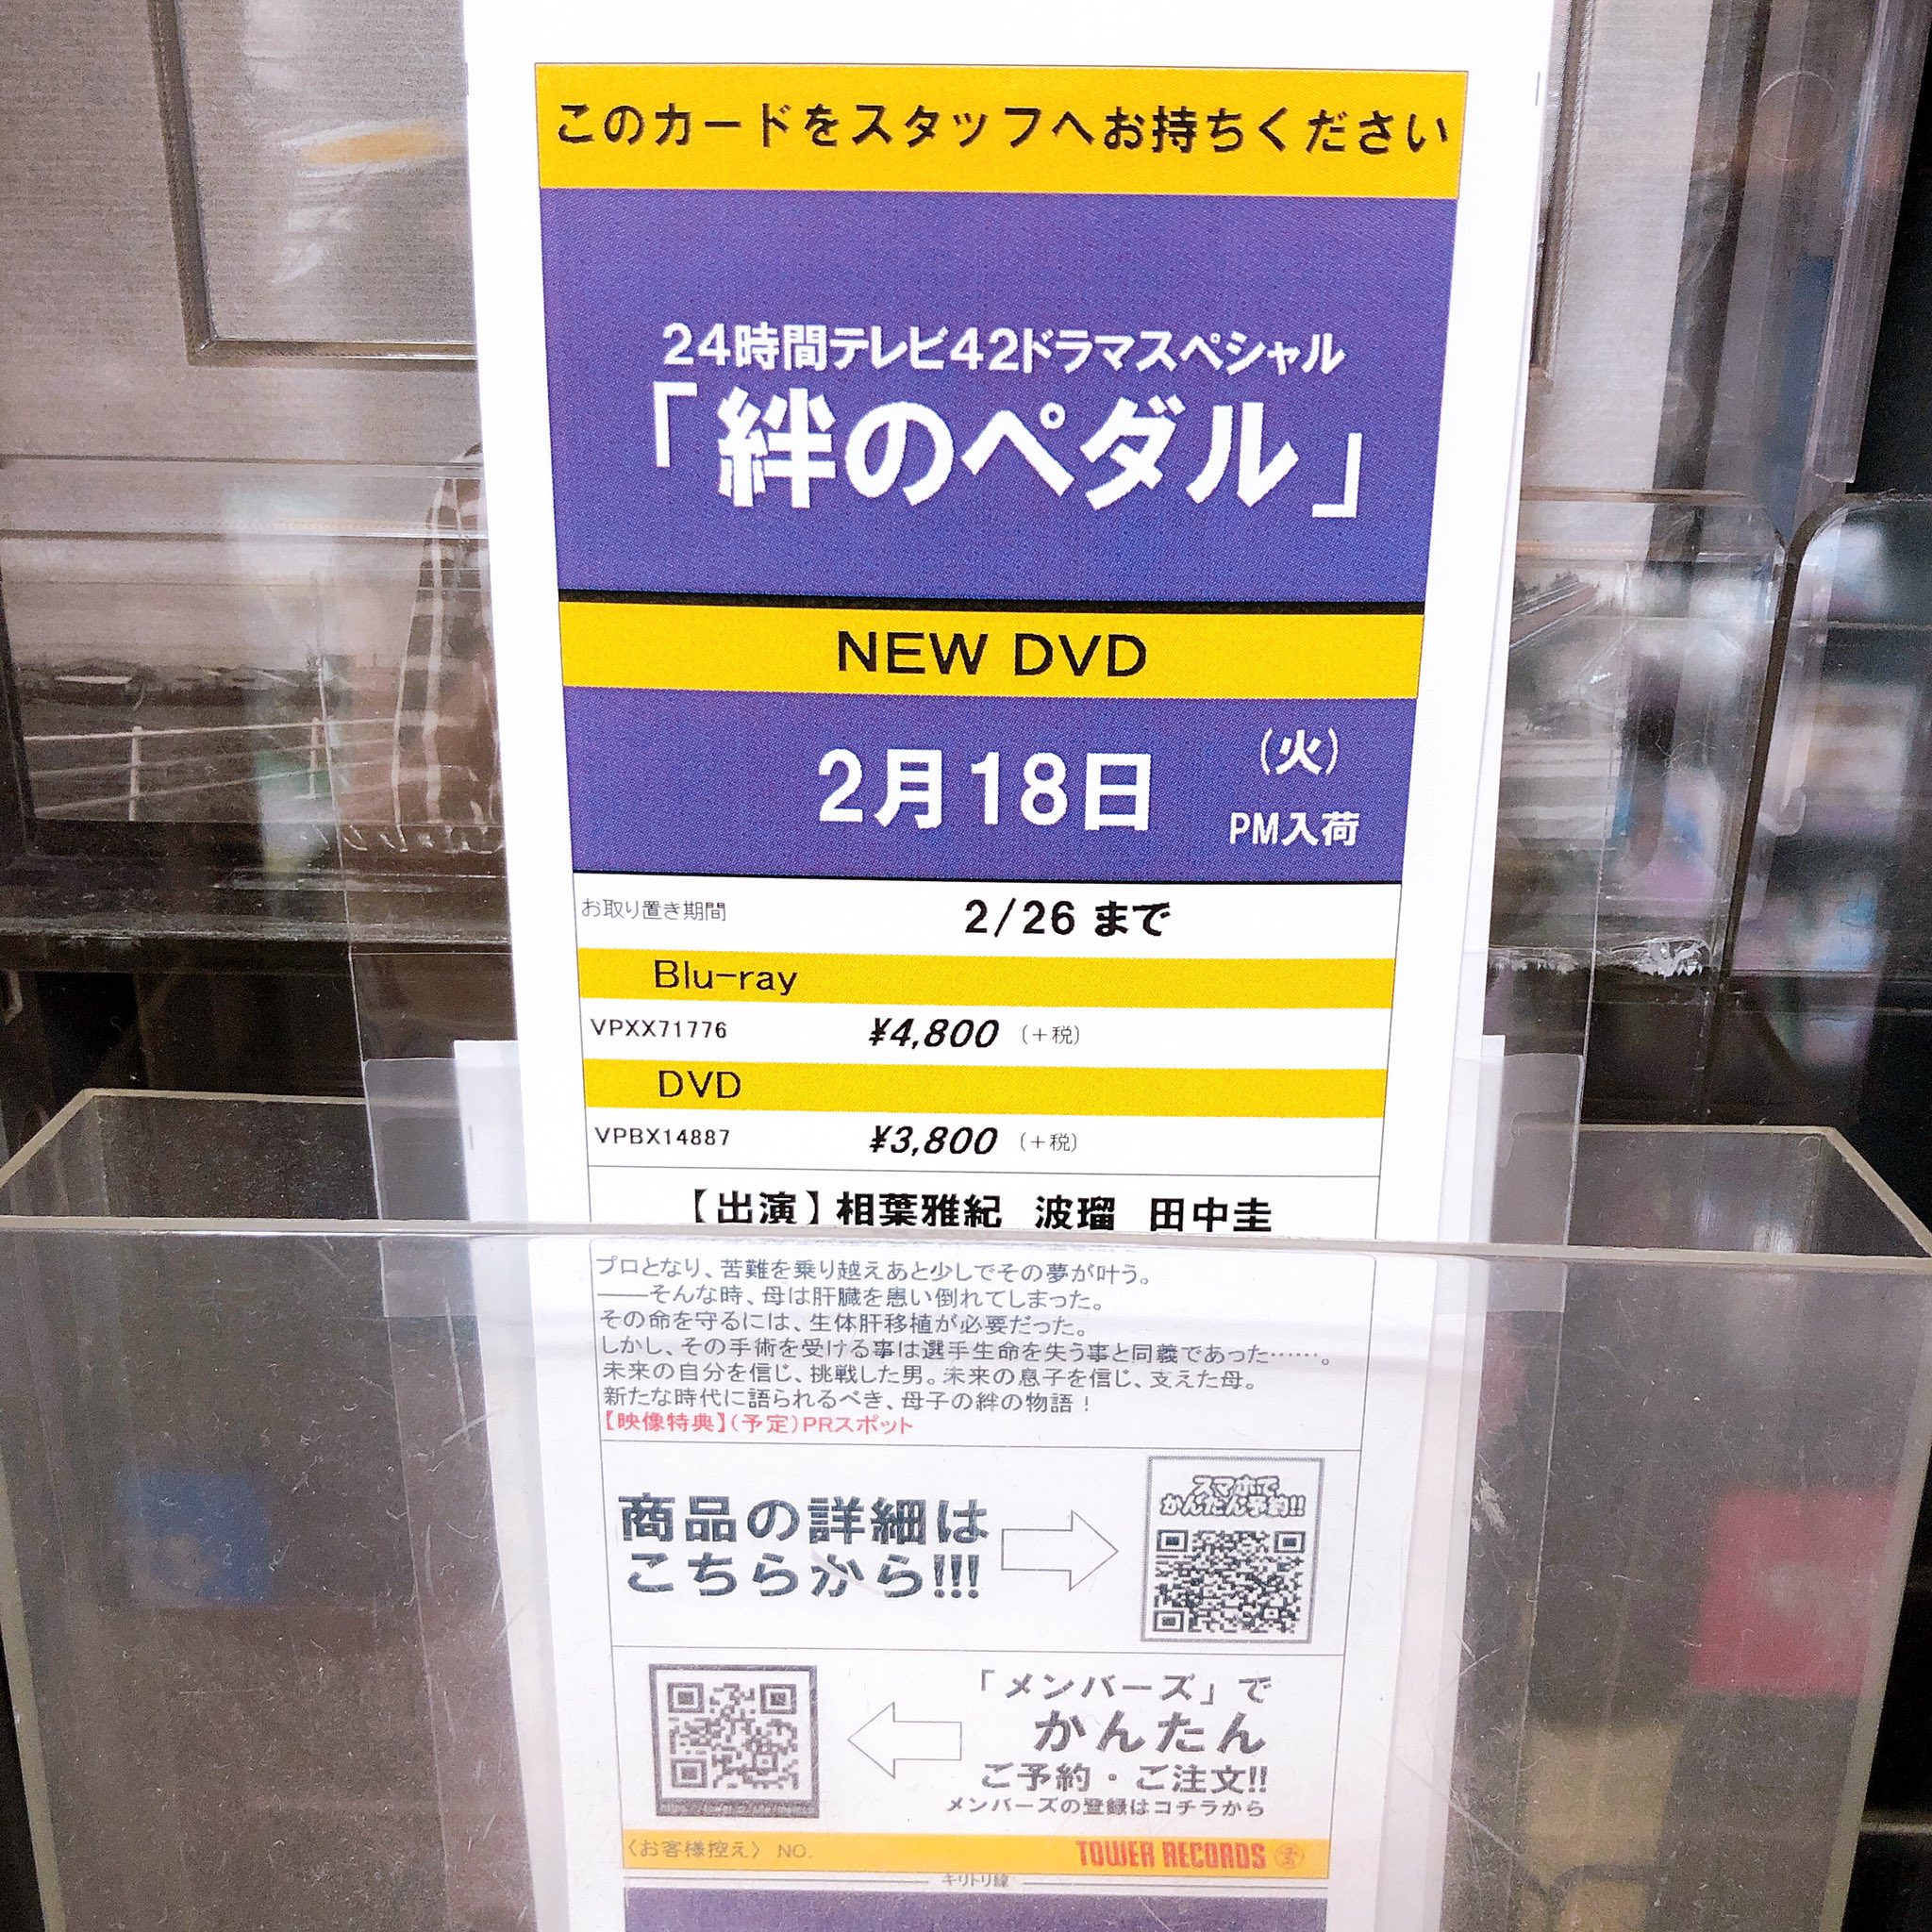 このカードをスタッフへお持ちください
24時間テレビ42ドラマスペシャル
「絆のペダル」
NEW DVD
2月18日
(火)
PM入荷
お取り置き期間 2/26 まで
Blu-ray
VPXX71776 ¥4,800 (+税)
DVD
VPBX14887 ¥3,800 (+税)
【出演】相葉雅紀 波瑠 田中圭
プロとなり、苦難を乗り越えあと少しでその夢が叶う。
――そんな時、母は肝臓を患い倒れてしまった。
その命を守るには、生体肝移植が必要だった。
しかし、その手術を受ける事は選手生命を失う事と同義であった……。
未来の自分を信じ、挑戦した男。未来の息子を信じ、支えた母。
新たな時代に語られるべき、母子の絆の物語！
【映像特典】(予定)PRスポット
商品の詳細は
こちらから!!!
スマホで
かんたん予約!!
「メンバーズ」で
かんたん
ご予約・ご注文!!
メンバーズの登録はコチラから
〈お客様控え〉 NO.
TOWER RECORDS
キリトリ線